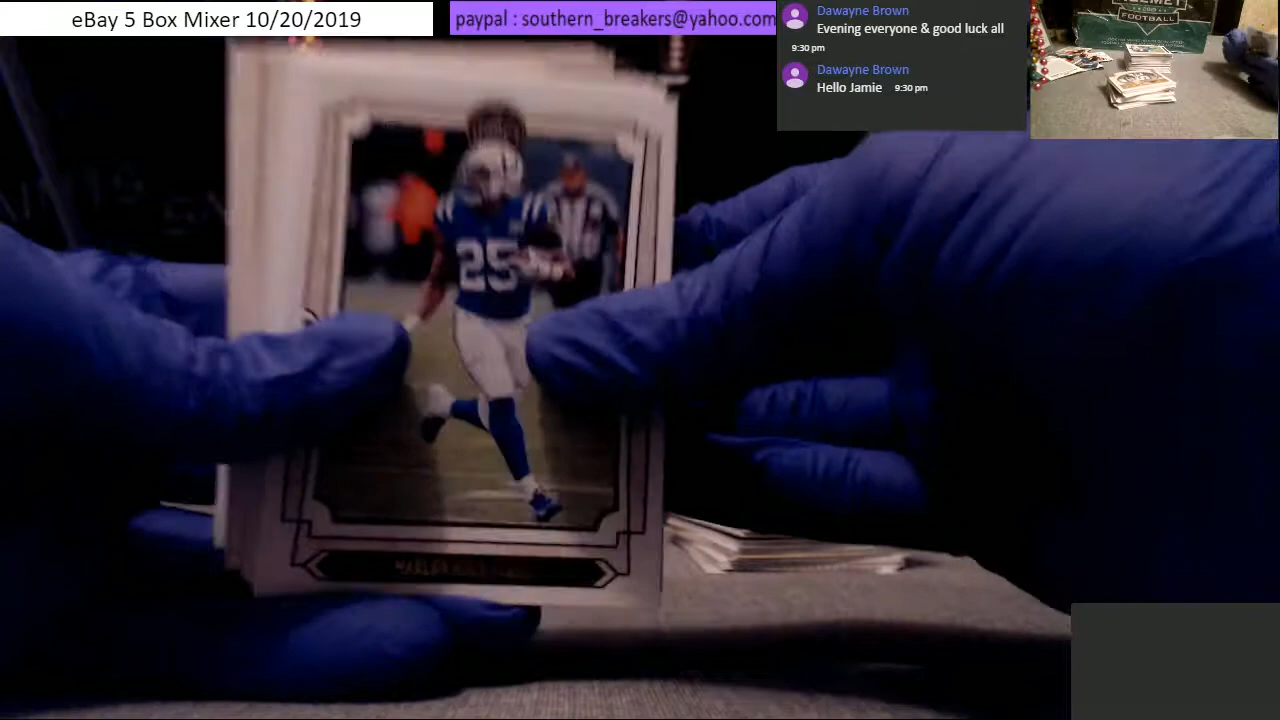 eBay 5 Box Mixer 10/20/2019
paypal : southern_breakers@yahoo.com
Dawayne Brown
Evening everyone & good luck all
9:30 pm
Dawayne Brown
Hello Jamie 9:30 pm
FOOTBALL
25